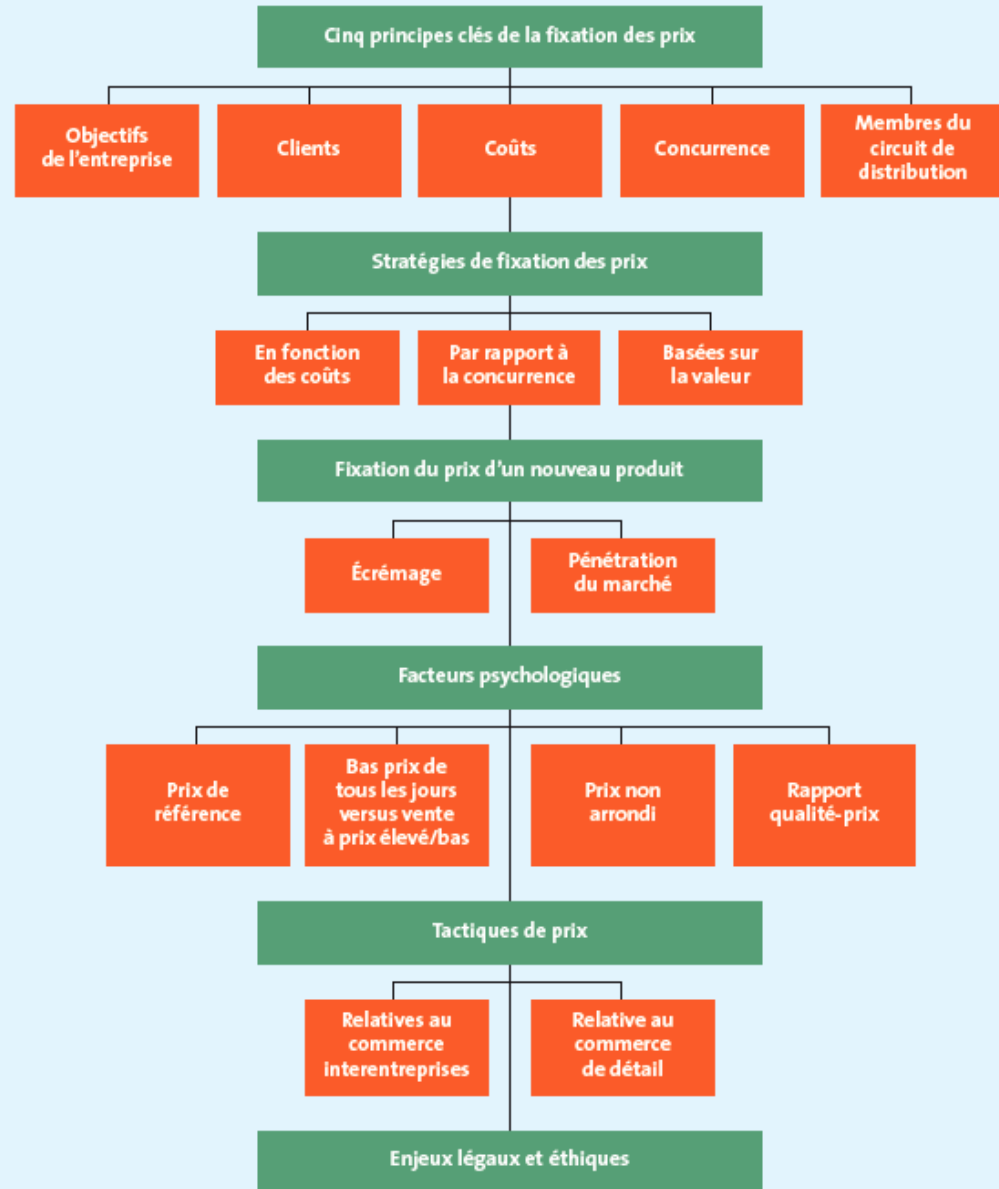 Cinq principes clés de la fixation des prix
Objectifs
de l'entreprise
Clients
Coûts
Concurrence
Membres du
circuit de
distribution
Stratégies de fixation des prix
En fonction
des coûts
Par rapport à
la concurrence
Basées sur
la valeur
Fixation du prix d'un nouveau produit
Écrémage
Pénétration
du marché
Facteurs psychologiques
Prix de
référence
Bas prix de
tous les jours
versus vente
à prix élevé/bas
Prix non
arrondi
Rapport
qualité-prix
Tactiques de prix
Relatives au
commerce
interentreprises
Relative au
commerce
de détail
Enjeux légaux et éthiques